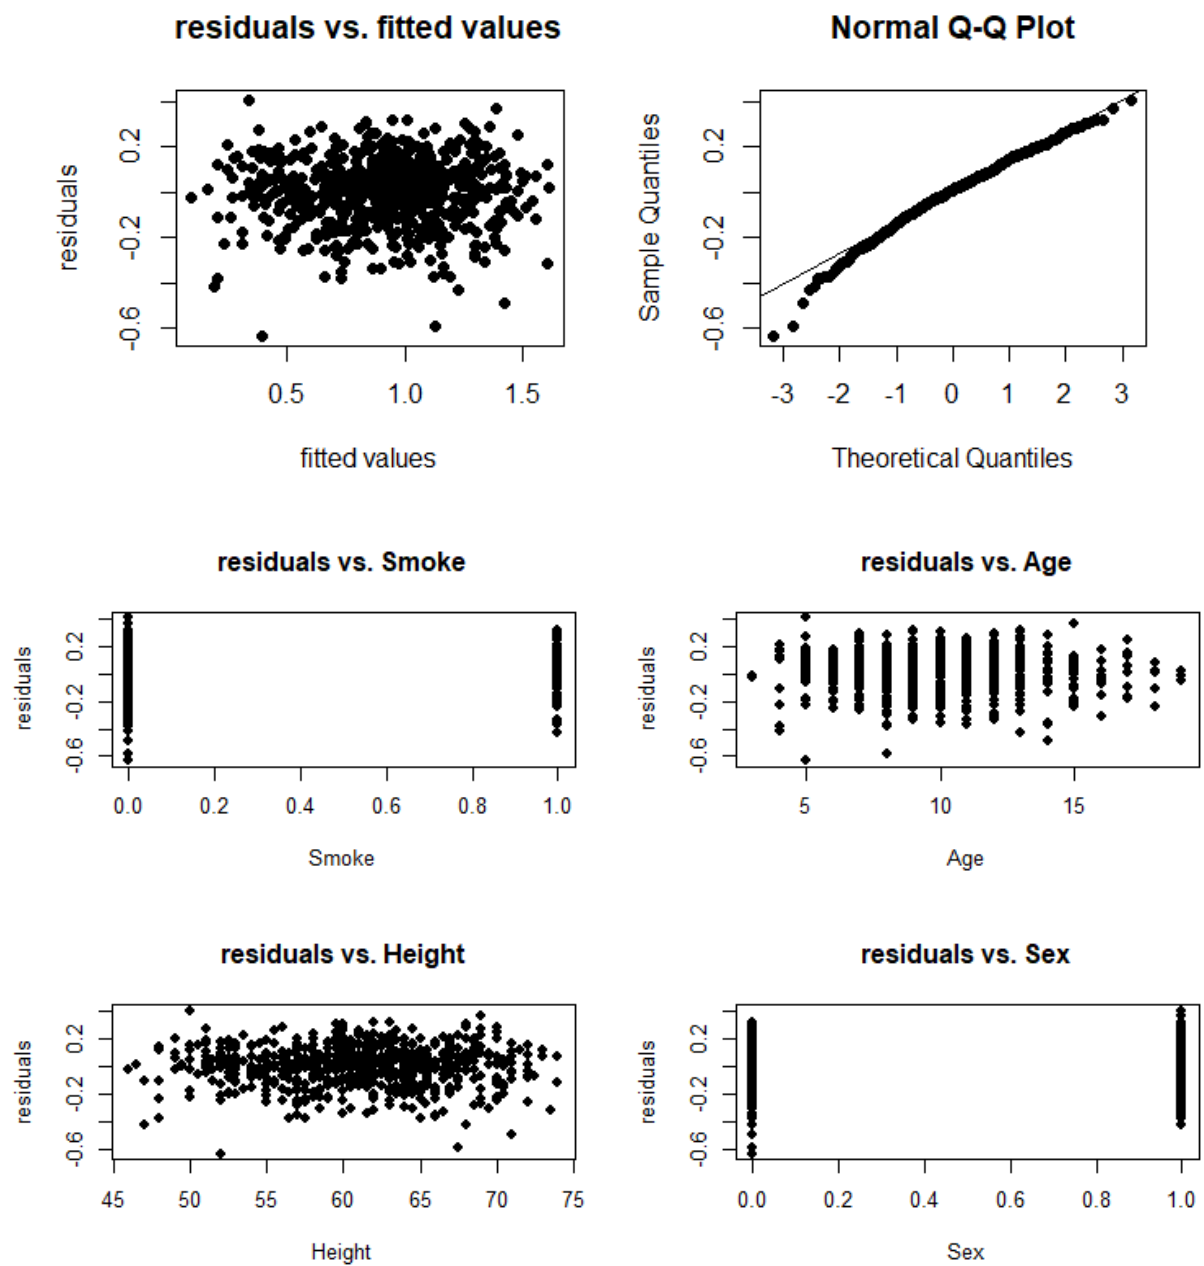 residuals vs. fitted values
residuals
0.2
-0.2
-0.6
0.5 1.0 1.5
fitted values
Normal Q-Q Plot
Sample Quantiles
0.2
-0.2
-0.6
-3 -2 -1 0 1 2 3
Theoretical Quantiles
residuals vs. Smoke
residuals
0.2
-0.2
-0.6
0.0 0.2 0.4 0.6 0.8 1.0
Smoke
residuals vs. Age
residuals
0.2
-0.2
-0.6
5 10 15
Age
residuals vs. Height
residuals
0.2
-0.2
-0.6
45 50 55 60 65 70 75
Height
residuals vs. Sex
residuals
0.2
-0.2
-0.6
0.0 0.2 0.4 0.6 0.8 1.0
Sex